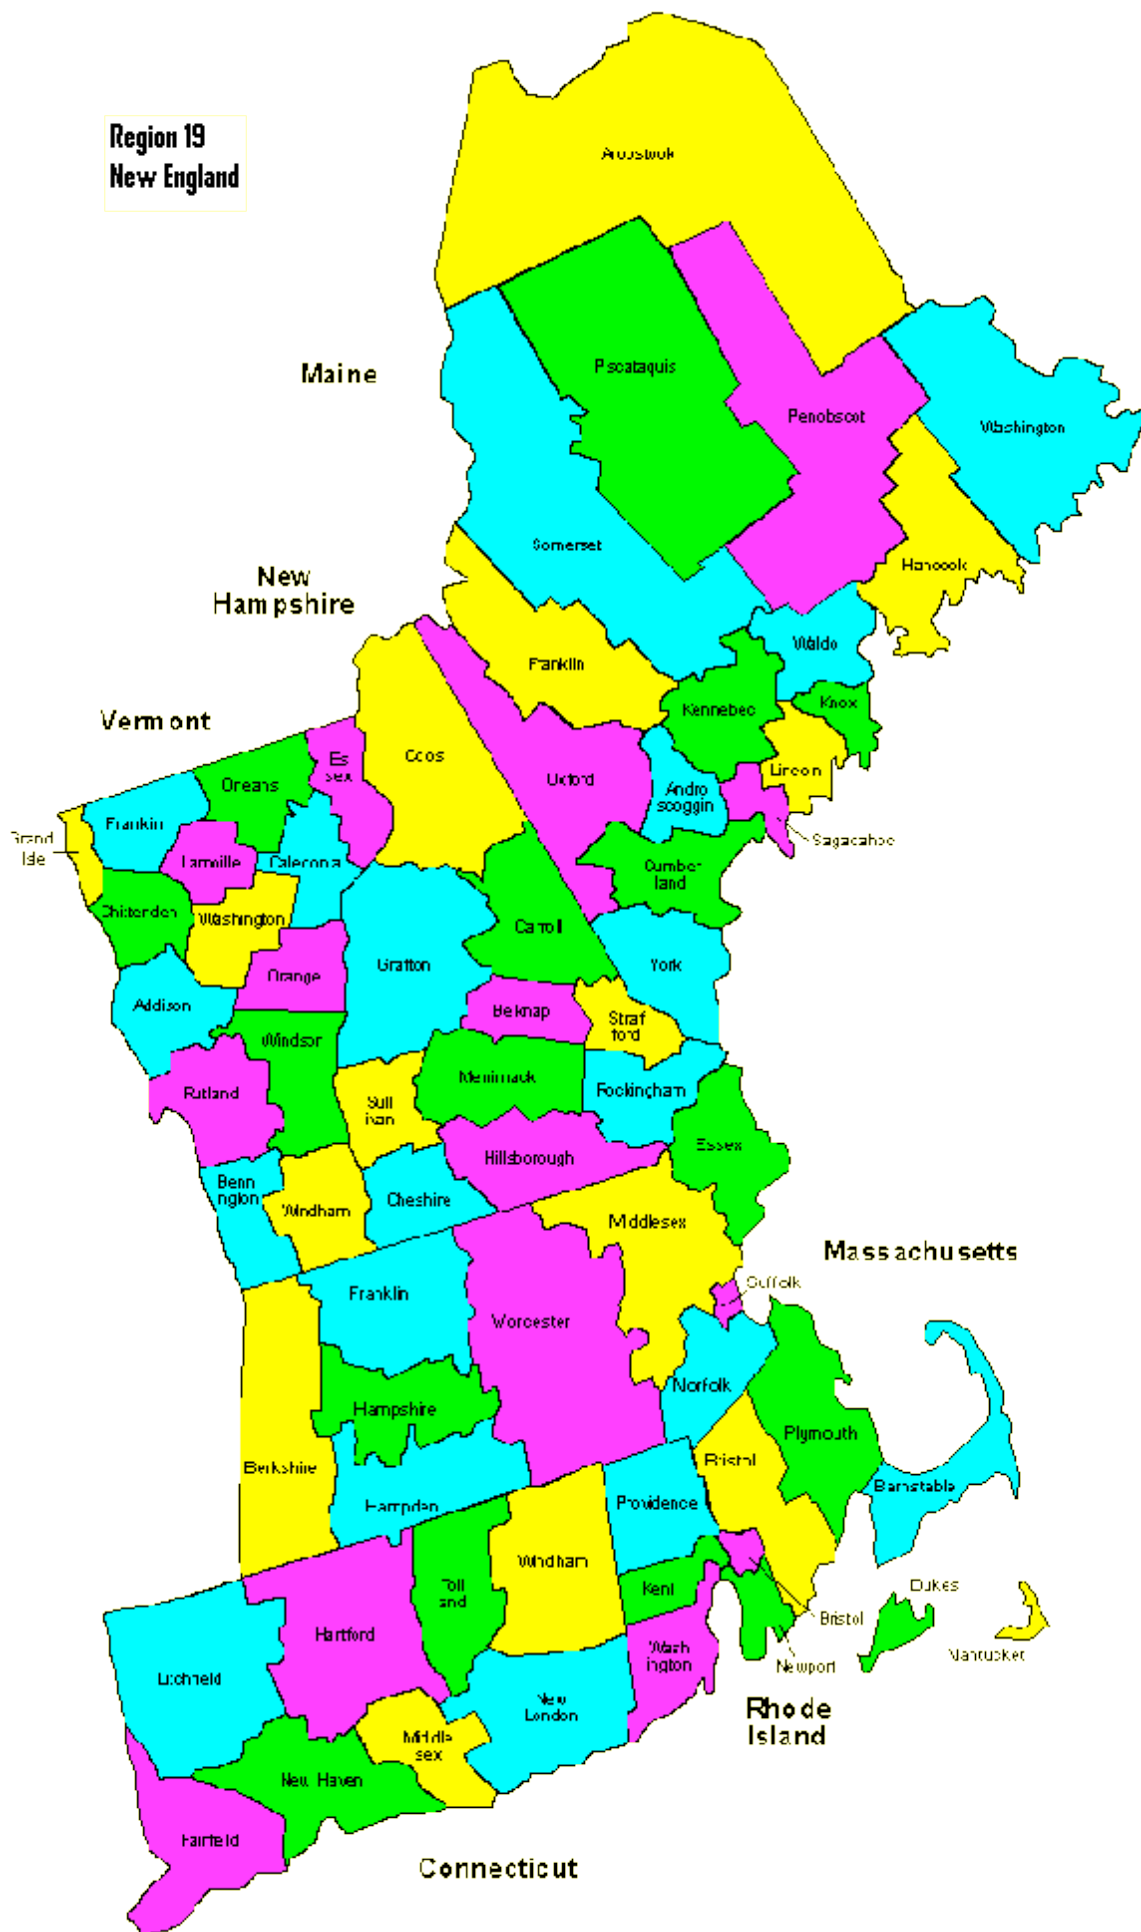 Region 19
New England
Aroostook
Maine
Piscataquis
Penobscot
Washington
Somerset
Hancock
New
Hampshire
Waldo
Franklin
Kennebec
Knox
Vermont
Coos
Es
sex
Orleans
Oxford
Andro
scoggin
Lincoln
Franklin
Grand
Isle
Lamoille
Caledonia
Sagadahoc
Cumber
land
Chittenden
Washington
Carroll
Grafton
York
Orange
Addison
Belknap
Straf
ford
Windsor
Merrimack
Rockingham
Rutland
Sull
ivan
Essex
Hillsborough
Benn
ington
Cheshire
Windham
Middlesex
Massachusetts
Suffolk
Franklin
Worcester
Norfolk
Hampshire
Plymouth
Bristol
Berkshire
Barnstable
Hampden
Providence
Windham
Toll
and
Kent
Dukes
Bristol
Hartford
Wash
ington
Nantucket
Newport
Litchfield
New
London
Rhode
Island
Middle
sex
New Haven
Fairfield
Connecticut